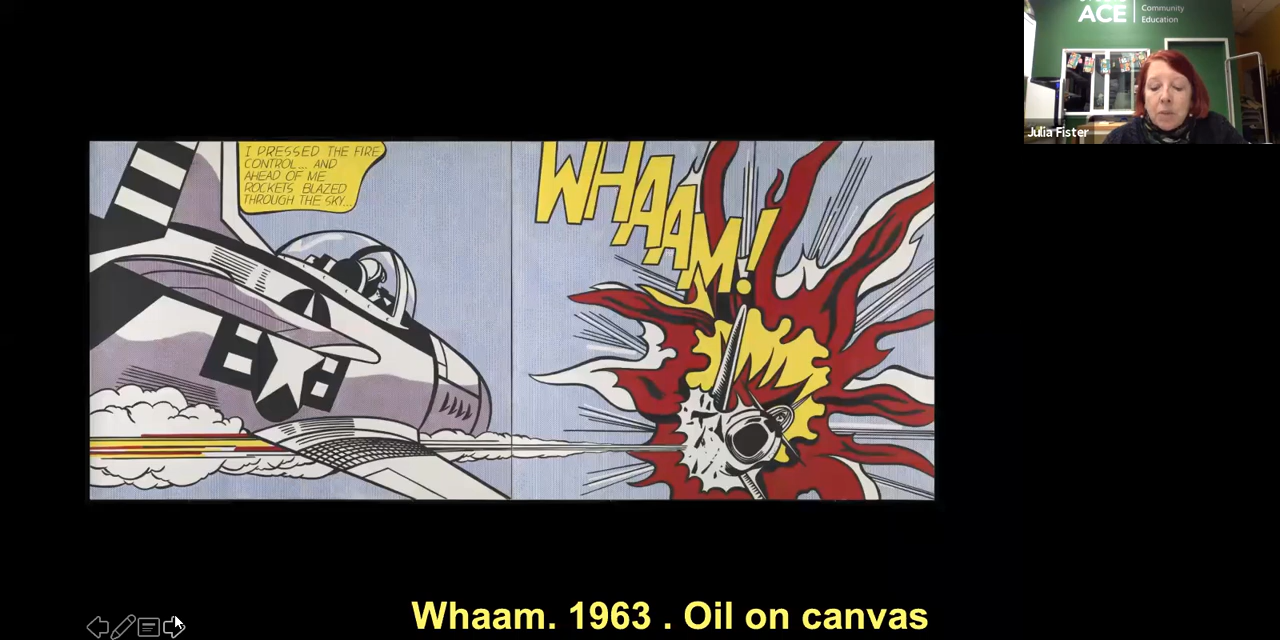 I PRESSED THE FIRE
CONTROL... AND
AHEAD OF ME
ROCKETS BLAZED
THROUGH THE SKY...
WHAAM!
ACE
Community
Education
Julia Fister
Whaam. 1963 . Oil on canvas